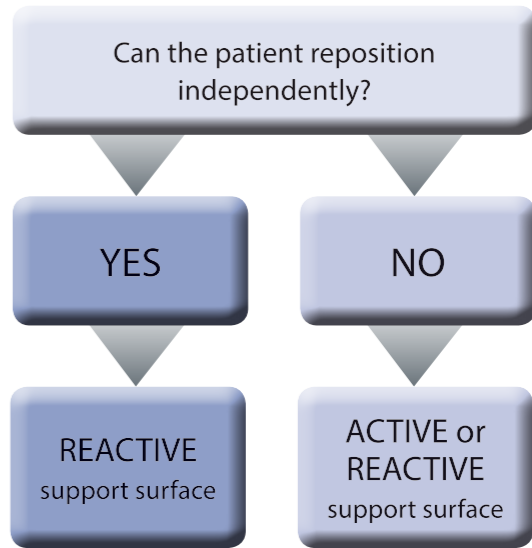 Can the patient reposition
independently?
YES
NO
REACTIVE
support surface
ACTIVE or
REACTIVE
support surface